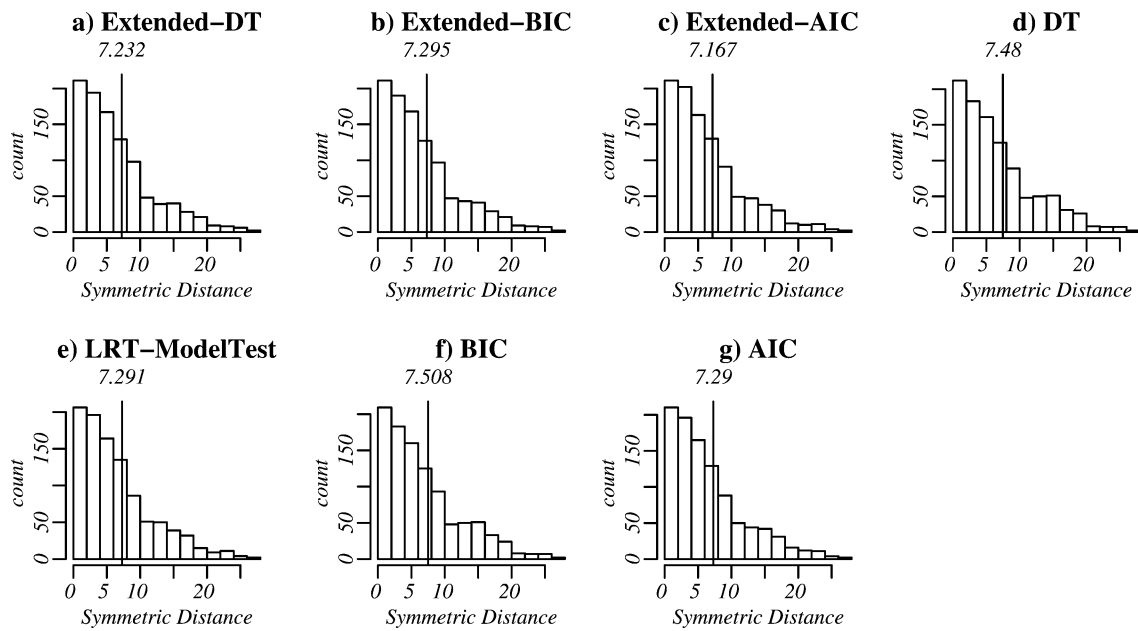 a) Extended–DT
7.232
count
0 50 150
0 5 10 20
Symmetric Distance
b) Extended–BIC
7.295
count
0 50 150
0 5 10 20
Symmetric Distance
c) Extended–AIC
7.167
count
0 50 150
0 5 10 20
Symmetric Distance
d) DT
7.48
count
0 50 150
0 5 10 20
Symmetric Distance
e) LRT–ModelTest
7.291
count
0 50 150
0 5 10 20
Symmetric Distance
f) BIC
7.508
count
0 50 150
0 5 10 20
Symmetric Distance
g) AIC
7.29
count
0 50 150
0 5 10 20
Symmetric Distance